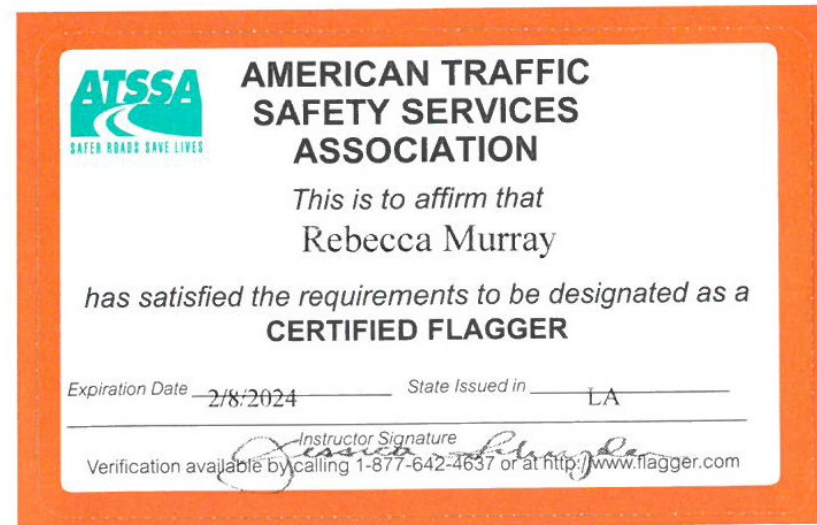 ATSSA
SAFER ROADS SAVE LIVES
AMERICAN TRAFFIC
SAFETY SERVICES
ASSOCIATION
This is to affirm that
Rebecca Murray
has satisfied the requirements to be designated as a
CERTIFIED FLAGGER
Expiration Date 2/8/2024 State Issued in LA
Instructor Signature
Jessica
Verification available by calling 1-877-642-4637 or at http://www.flagger.com